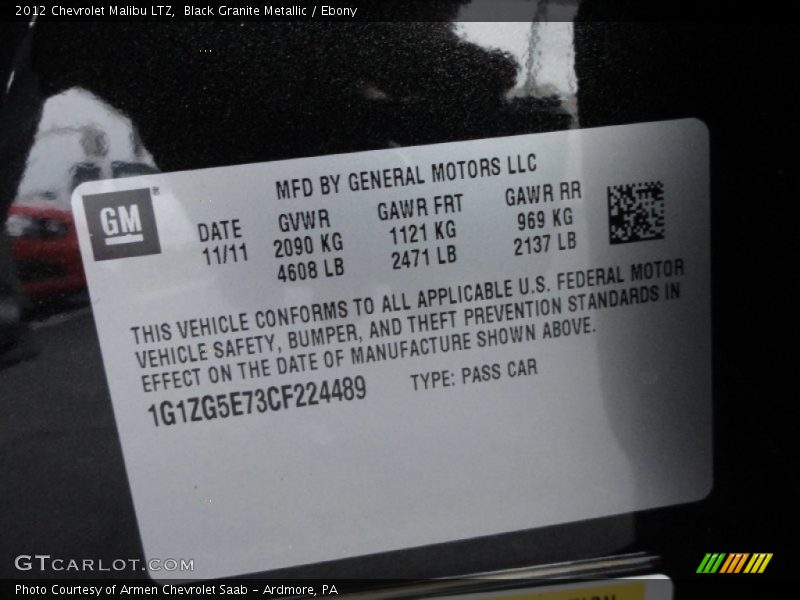 2012 Chevrolet Malibu LTZ, Black Granite Metallic / Ebony
MFD BY GENERAL MOTORS LLC
GM®
DATE GVWR GAWR FRT GAWR RR
11/11 2090 KG 1121 KG 969 KG
4608 LB 2471 LB 2137 LB
THIS VEHICLE CONFORMS TO ALL APPLICABLE U.S. FEDERAL MOTOR
VEHICLE SAFETY, BUMPER, AND THEFT PREVENTION STANDARDS IN
EFFECT ON THE DATE OF MANUFACTURE SHOWN ABOVE.
1G1ZG5E73CF224489 TYPE: PASS CAR
GTCARLOT.COM
Photo Courtesy of Armen Chevrolet Saab - Ardmore, PA